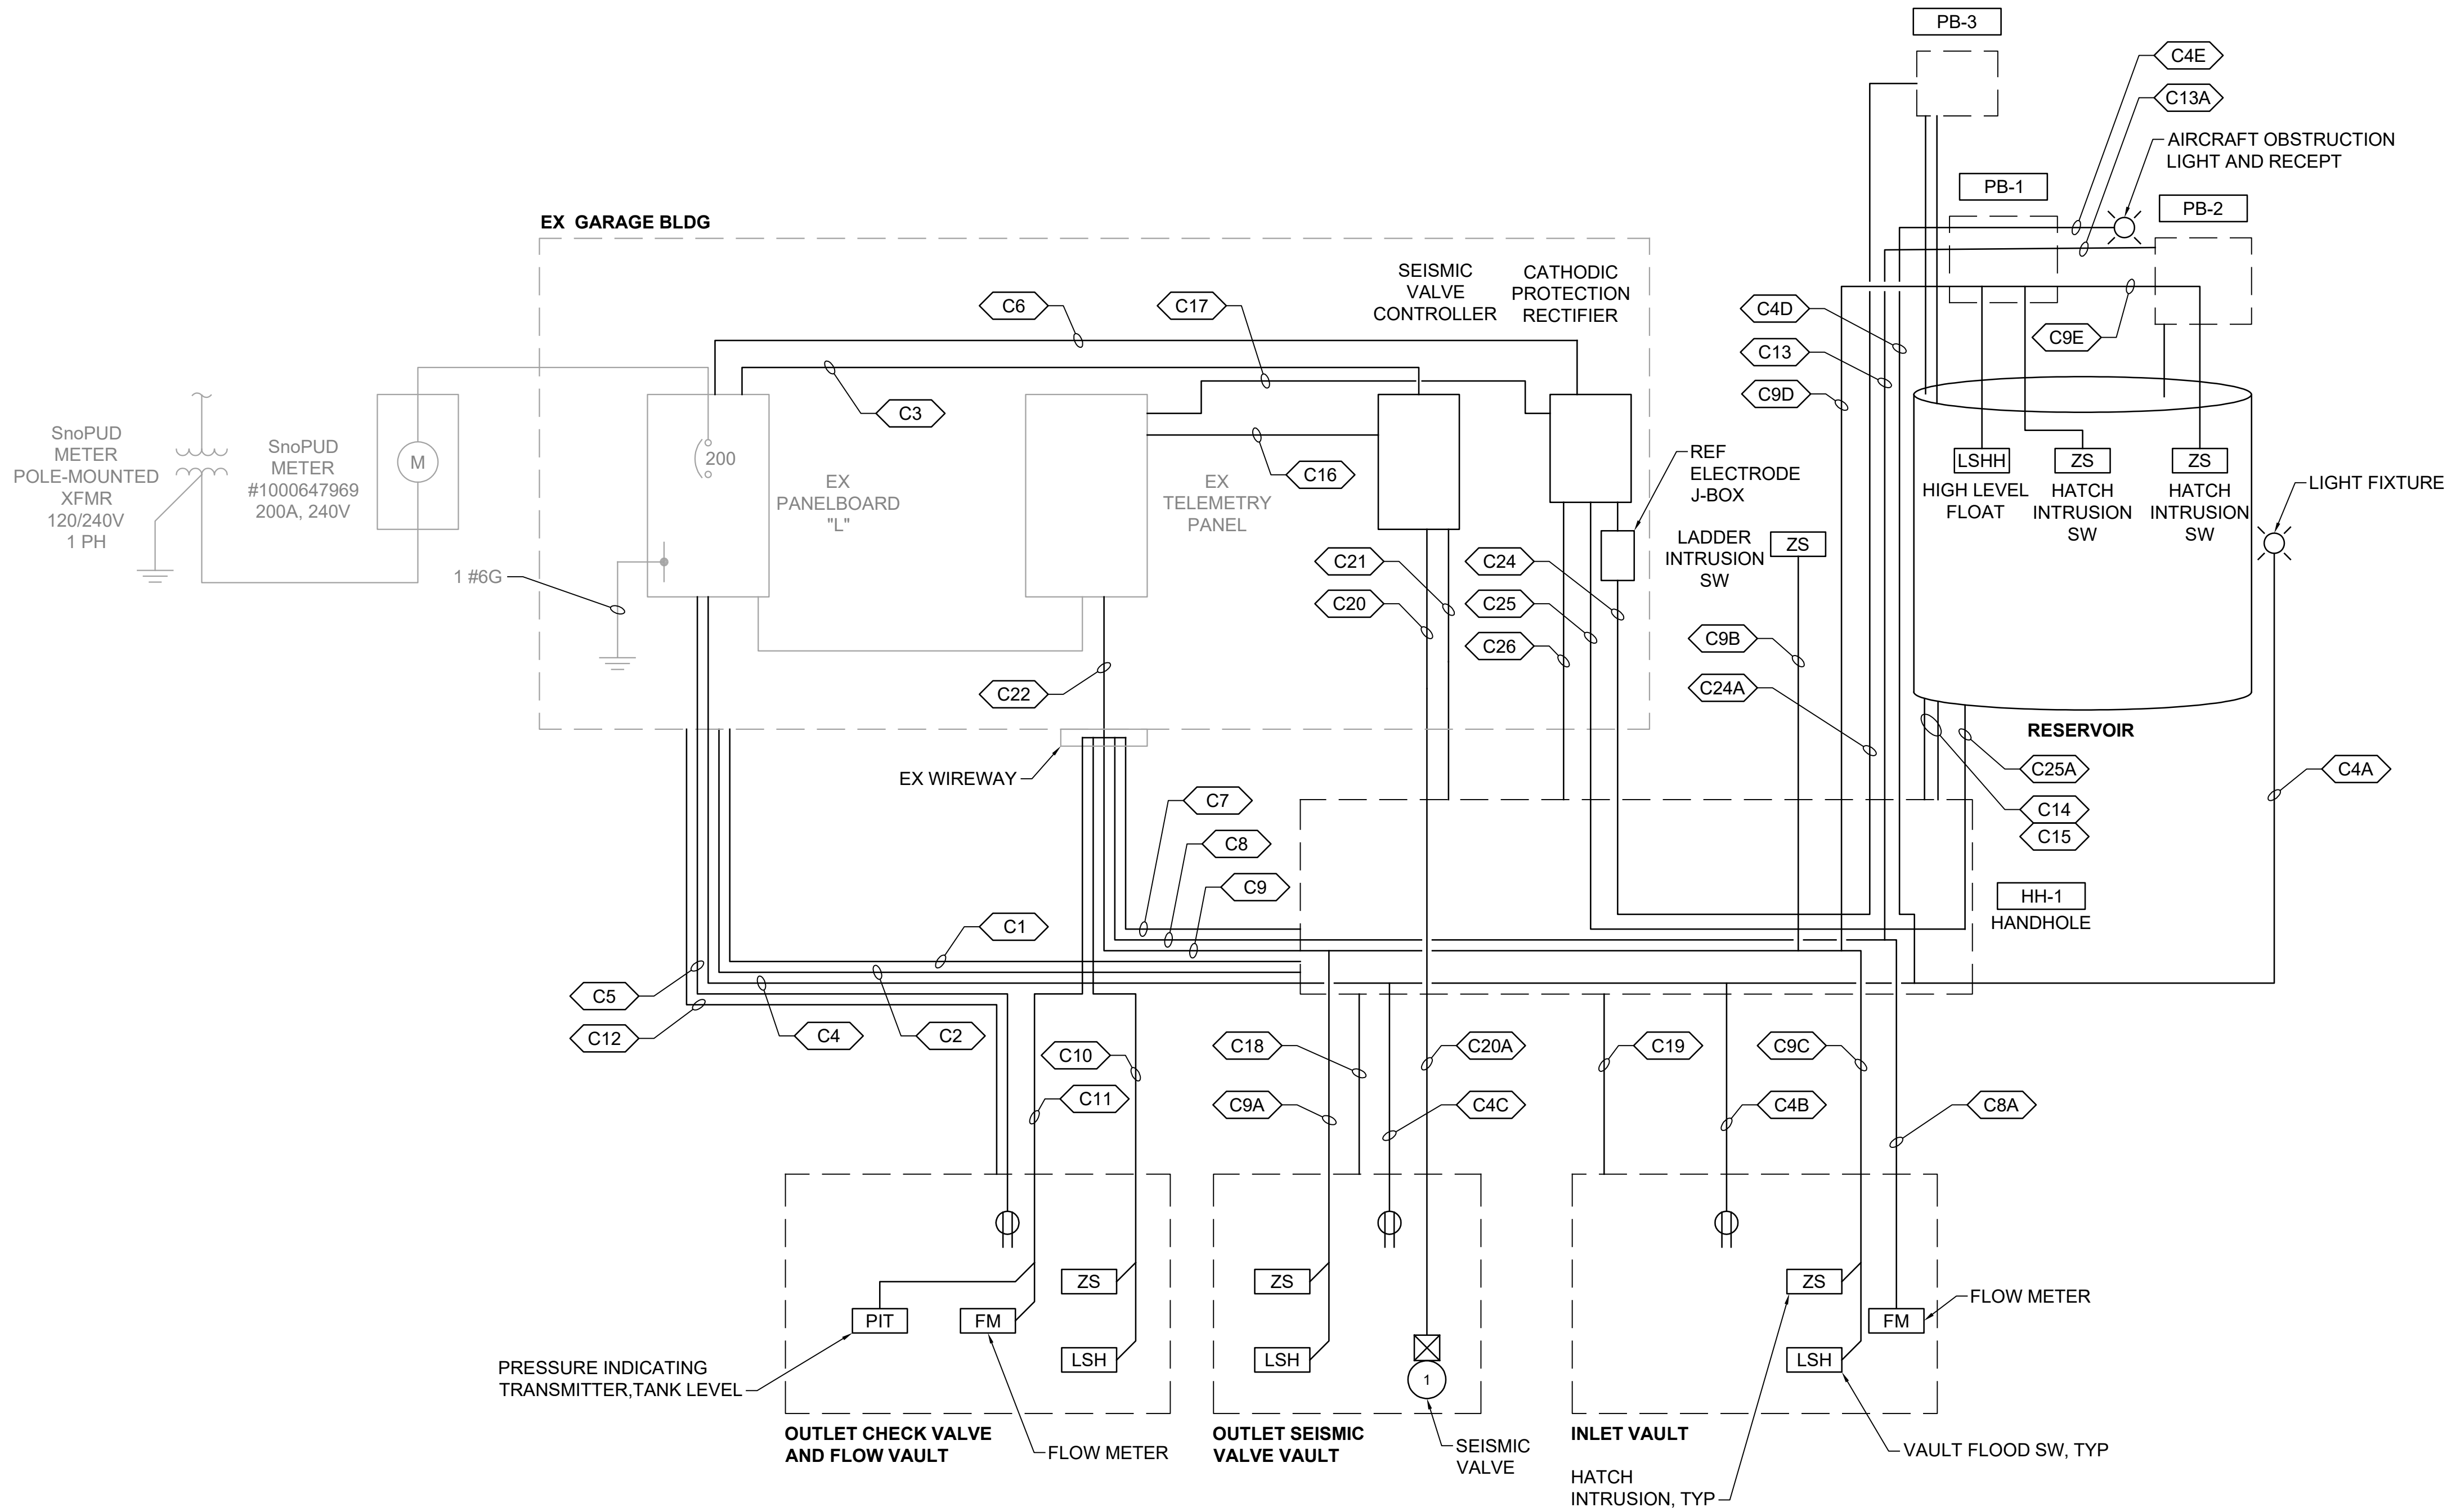 PB-3
C4E
C13A
AIRCRAFT OBSTRUCTION
LIGHT AND RECEPT
PB-1
PB-2
EX GARAGE BLDG
SEISMIC
VALVE
CONTROLLER
CATHODIC
PROTECTION
RECTIFIER
C6
C17
C4D
C13
C9D
C9E
C3
C16
SnoPUD
METER
POLE-MOUNTED
XFMR
120/240V
1 PH
SnoPUD
METER
#1000647969
200A, 240V
M
200
EX
PANELBOARD
"L"
EX
TELEMETRY
PANEL
REF
ELECTRODE
J-BOX
LSHH
HIGH LEVEL
FLOAT
ZS
HATCH
INTRUSION
SW
ZS
HATCH
INTRUSION
SW
LIGHT FIXTURE
LADDER
INTRUSION
SW
ZS
1 #6G
C21
C20
C24
C25
C26
C9B
C24A
C22
RESERVOIR
EX WIREWAY
C25A
C14
C15
C4A
C7
C8
C9
HH-1
HANDHOLE
C1
C5
C12
C4
C2
C10
C11
C18
C9A
C20A
C4C
C19
C4B
C9C
C8A
ZS
PIT
FM
LSH
ZS
LSH
1
ZS
FM
LSH
FLOW METER
PRESSURE INDICATING
TRANSMITTER,TANK LEVEL
OUTLET CHECK VALVE
AND FLOW VAULT
FLOW METER
OUTLET SEISMIC
VALVE VAULT
SEISMIC
VALVE
INLET VAULT
VAULT FLOOD SW, TYP
HATCH
INTRUSION, TYP